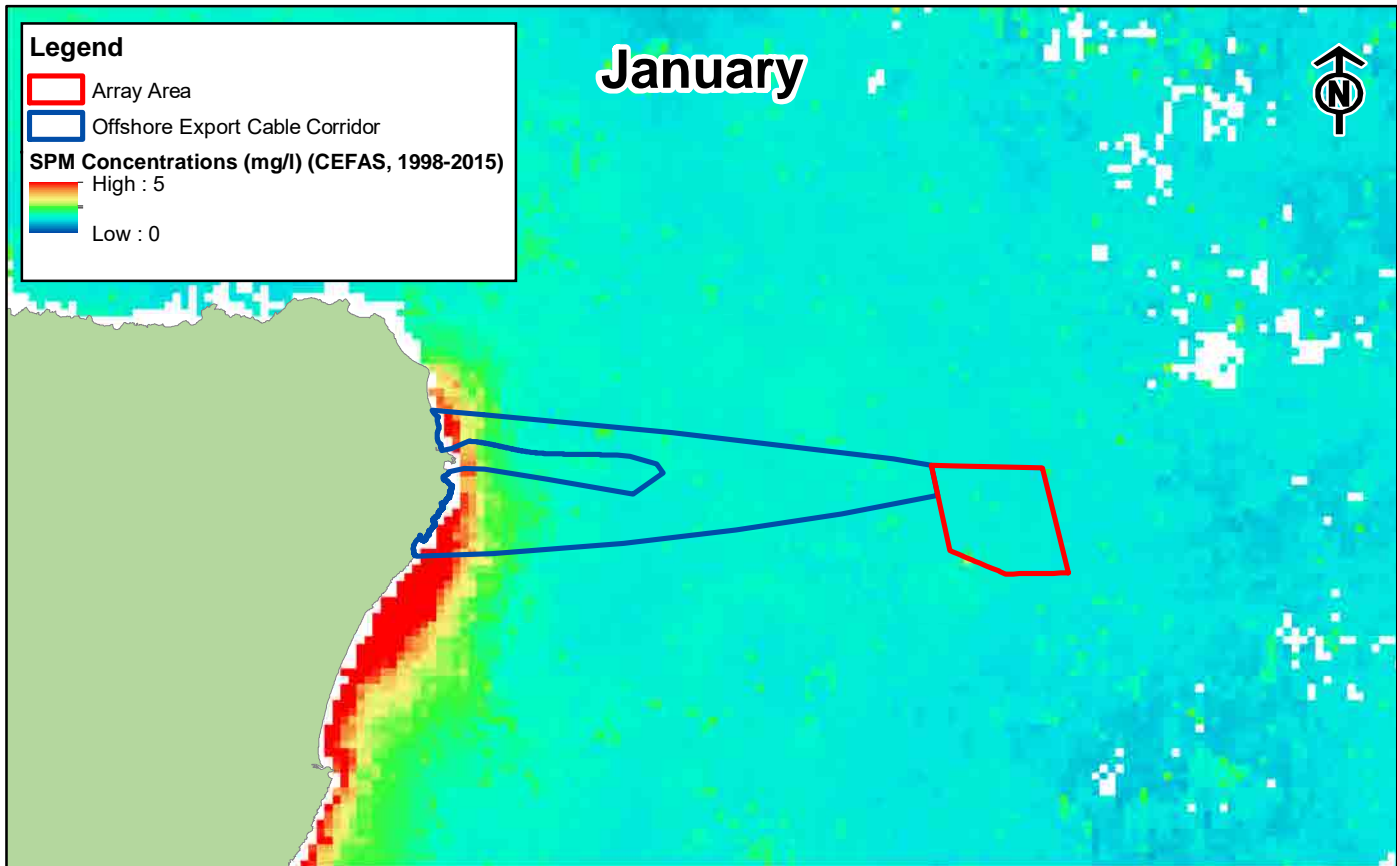 Legend
January
Array Area
Offshore Export Cable Corridor
SPM Concentrations (mg/l) (CEFAS, 1998-2015)
High : 5
Low : 0
N